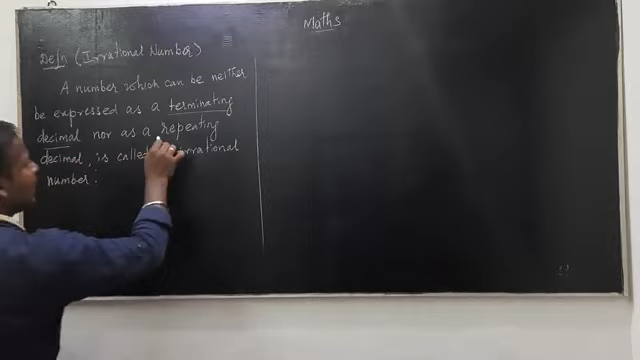 Maths
Defn (Irrational Number)
A number which can be neither
be expressed as a terminating
decimal nor as a repeating
decimal, is called irrational
number.